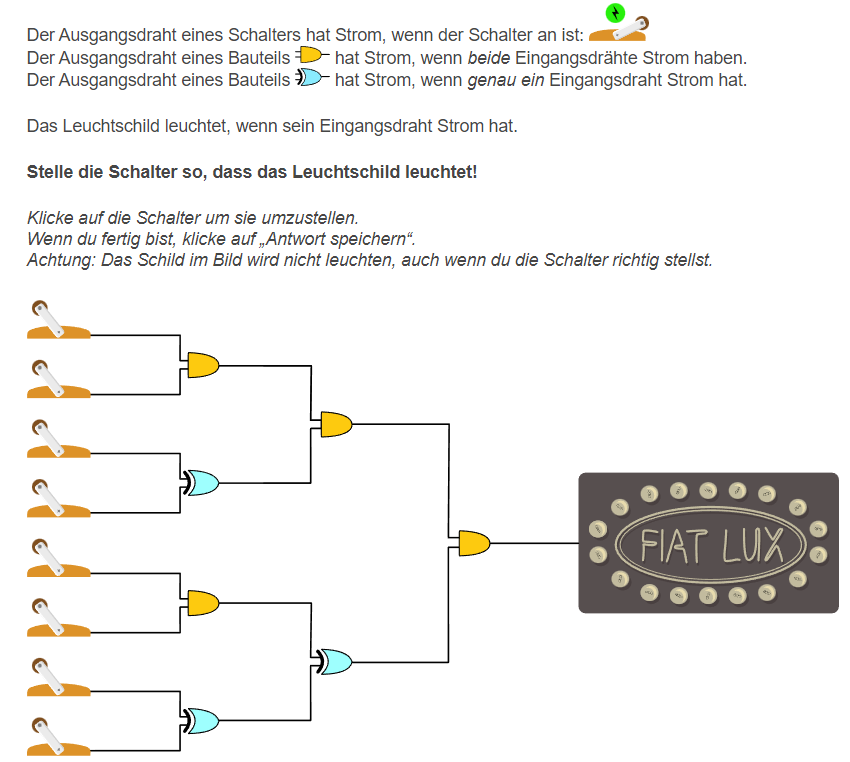 Der Ausgangsdraht eines Schalters hat Strom, wenn der Schalter an ist:
Der Ausgangsdraht eines Bauteils hat Strom, wenn beide Eingangsdrähte Strom haben.
Der Ausgangsdraht eines Bauteils hat Strom, wenn genau ein Eingangsdraht Strom hat.
Das Leuchtschild leuchtet, wenn sein Eingangsdraht Strom hat.
Stelle die Schalter so, dass das Leuchtschild leuchtet!
Klicke auf die Schalter um sie umzustellen.
Wenn du fertig bist, klicke auf „Antwort speichern“.
Achtung: Das Schild im Bild wird nicht leuchten, auch wenn du die Schalter richtig stellst.
FIAT LUX